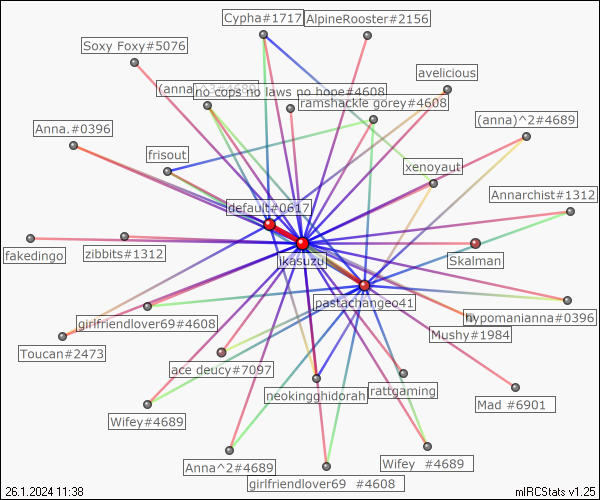 Cypha#1717
AlpineRooster#2156
Soxy Foxy#5076
avelicious
(anna)^2#4689
no cops no laws no hope#4608
ramshackle gorey#4608
(anna)^2#4689
Anna.#0396
frisout
xenoyaut
Annarchist#1312
default#0617
fakedingo
zibbits#1312
ikasuzu
Skalman
pastachangeo41
girlfriendlover69#4608
hypomanianna#0396
Mushy#1984
Toucan#2473
ace deucy#7097
neokingghidorah
rattgaming
Mad #6901
Wifey#4689
Anna^2#4689
Wifey #4689
girlfriendlover69 #4608
26.1.2024 11:38
mIRCStats v1.25